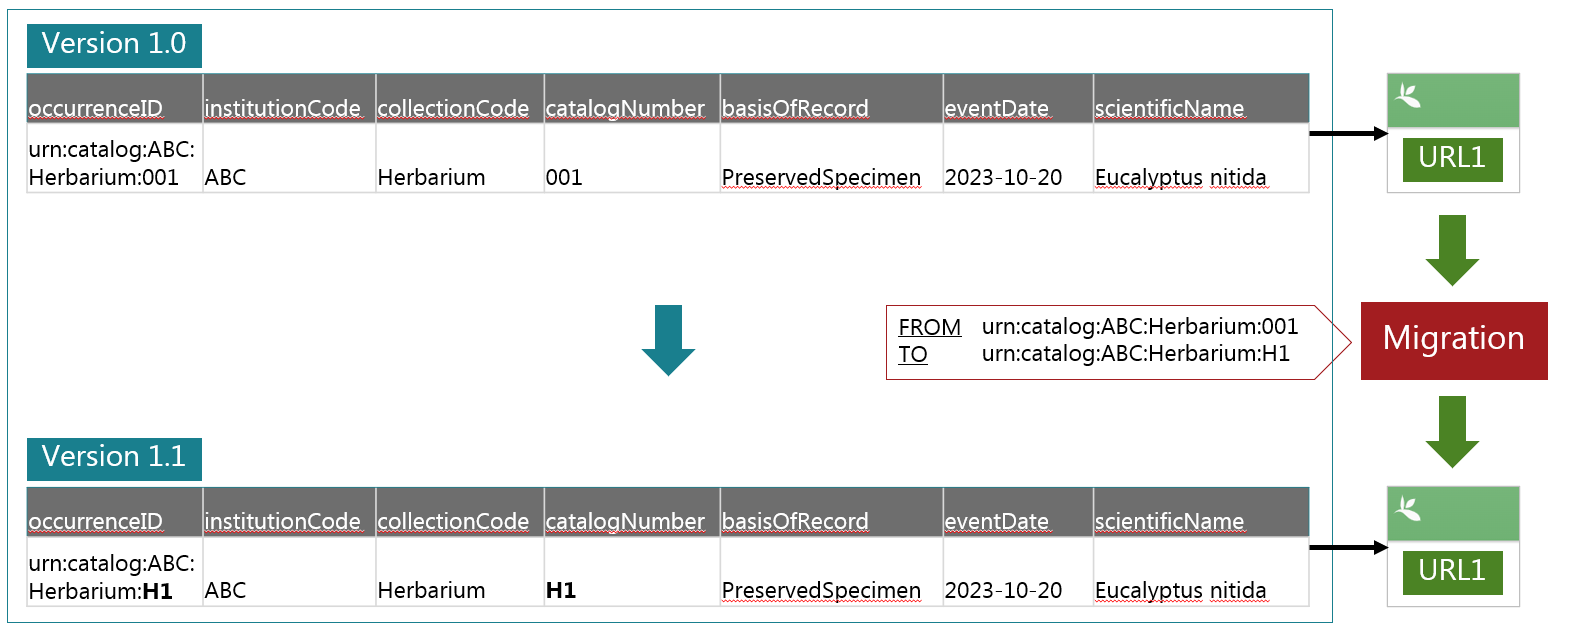 Version 1.0
occurrenceID institutionCode collectionCode catalogNumber basisOfRecord eventDate scientificName
urn:catalog:ABC:
Herbarium:001 ABC Herbarium 001 PreservedSpecimen 2023-10-20 Eucalyptus nitida
URL1
FROM urn:catalog:ABC:Herbarium:001
TO urn:catalog:ABC:Herbarium:H1
Migration
Version 1.1
occurrenceID institutionCode collectionCode catalogNumber basisOfRecord eventDate scientificName
urn:catalog:ABC:
Herbarium:H1 ABC Herbarium H1 PreservedSpecimen 2023-10-20 Eucalyptus nitida
URL1